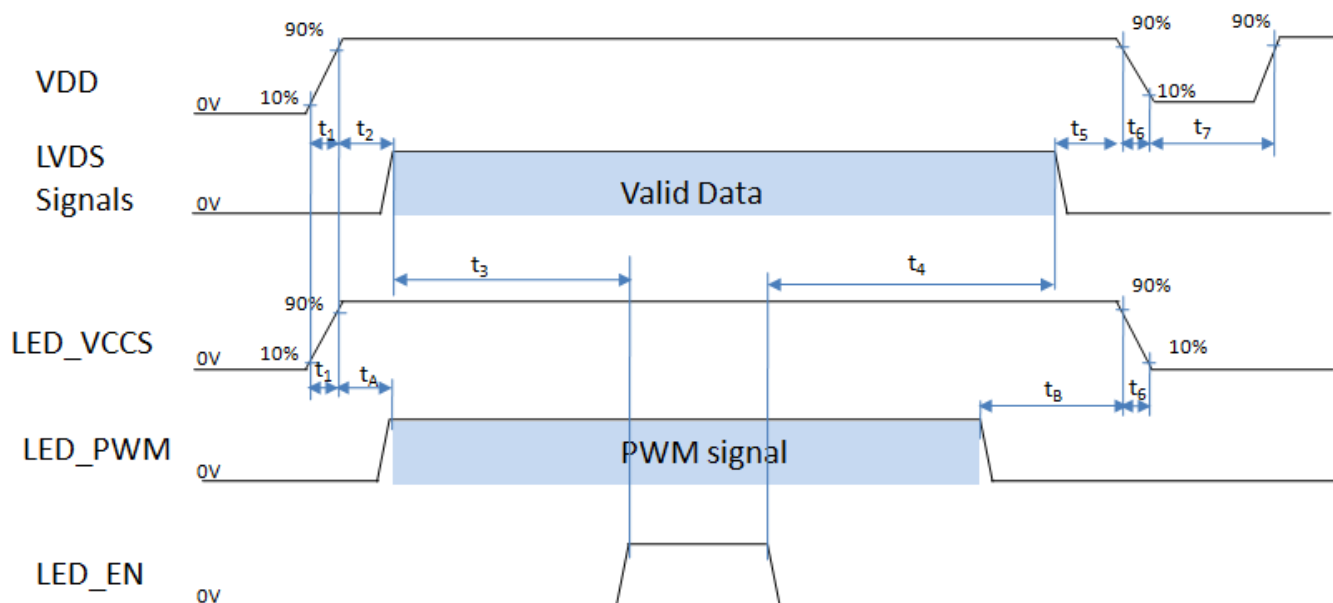 90% 90% 90%
VDD
0V 10% 10%
t1 t2 t5 t6 t7
LVDS
Signals
Valid Data
0V
t3 t4
90% 90%
LED_VCCS
0V 10% 10%
t1 tA tB t6
LED_PWM
PWM signal
0V
LED_EN
0V